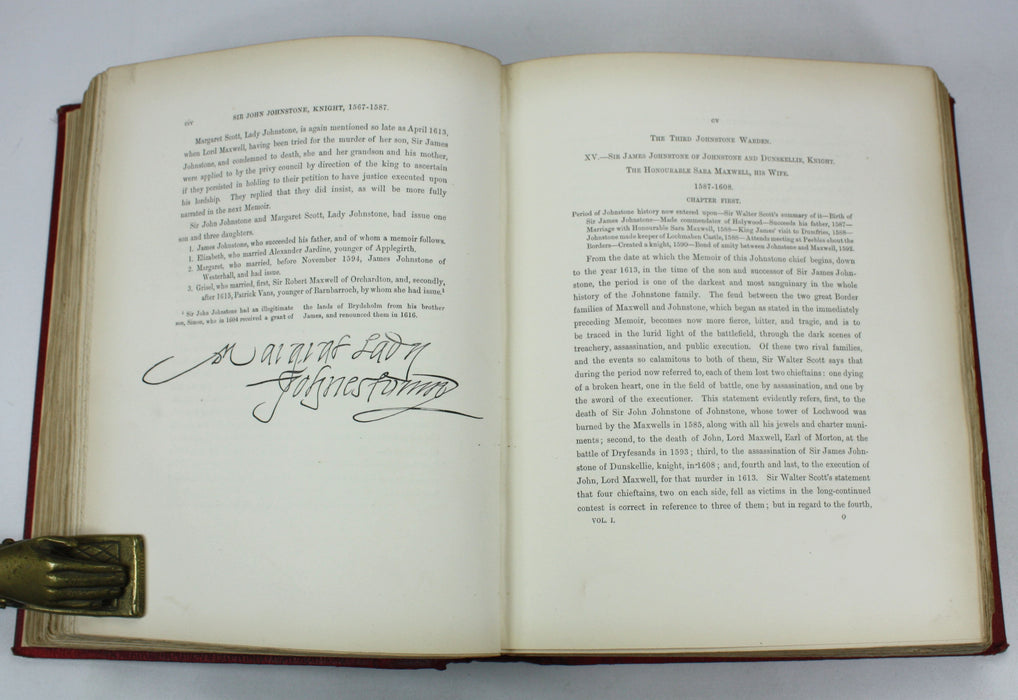 civ
SIR JOHN JOHNSTONE, KNIGHT, 1567-1587.
Margaret Scott, Lady Johnstone, is again mentioned so late as April 1613,
when Lord Maxwell, having been tried for the murder of her son, Sir James
Johnstone, and condemned to death, she and her grandson and his mother,
were applied to by the privy council by direction of the king to ascertain
if they persisted in holding to their petition to have justice executed upon
his lordship. They replied that they did insist, as will be more fully
narrated in the next Memoir.
Sir John Johnstone and Margaret Scott, Lady Johnstone, had issue one
son and three daughters.
1. James Johnstone, who succeeded his father, and of whom a memoir follows.
1. Elizabeth, who married Alexander Jardine, younger of Applegirth.
2. Margaret, who married, before November 1594, James Johnstone of
Westerhall, and had issue.
3. Grisel, who married, first, Sir Robert Maxwell of Orchardton, and, secondly,
after 1615, Patrick Vans, younger of Barnbarroch, by whom she had issue.¹
¹ Sir John Johnstone had an illegitimate
son, Simon, who in 1604 received a grant of
the lands of Brydeholm from his brother
James, and renounced them in 1616.
Margrat Lady
Johnestoune
cv
THE THIRD JOHNSTONE WARDEN.
XV.—SIR JAMES JOHNSTONE OF JOHNSTONE AND DUNSKELLIE, KNIGHT.
THE HONOURABLE SARA MAXWELL, HIS WIFE.
1587-1608.
CHAPTER FIRST.
Period of Johnstone history now entered upon—Sir Walter Scott's summary of it—Birth of
Sir James Johnstone—Made commendator of Holywood—Succeeds his father, 1587—
Marriage with Honourable Sara Maxwell, 1588—King James' visit to Dumfries, 1588—
Johnstone made keeper of Lochmaben Castle, 1588—Attends meeting at Peebles about the
Borders—Created a knight, 1590—Bond of amity between Johnstone and Maxwell, 1592.
From the date at which the Memoir of this Johnstone chief begins, down
to the year 1613, in the time of the son and successor of Sir James John-
stone, the period is one of the darkest and most sanguinary in the whole
history of the Johnstone family. The feud between the two great Border
families of Maxwell and Johnstone, which began as stated in the immediately
preceding Memoir, becomes now more fierce, bitter, and tragic, and is to
be traced in the lurid light of the battlefield, through the dark scenes of
treachery, assassination, and public execution. Of these two rival families,
and the events so calamitous to both of them, Sir Walter Scott says that
during the period now referred to, each of them lost two chieftains: one dying
of a broken heart, one in the field of battle, one by assassination, and one by
the sword of the executioner. This statement evidently refers, first, to the
death of Sir John Johnstone of Johnstone, whose tower of Lochwood was
burned by the Maxwells in 1585, along with all his jewels and charter muni-
ments; second, to the death of John, Lord Maxwell, Earl of Morton, at the
battle of Dryfesands in 1593; third, to the assassination of Sir James John-
stone of Dunskellie, knight, in 1608; and, fourth and last, to the execution of
John, Lord Maxwell, for that murder in 1613. Sir Walter Scott's statement
that four chieftains, two on each side, fell as victims in the long-continued
contest is correct in reference to three of them; but in regard to the fourth,
VOL. I.
O